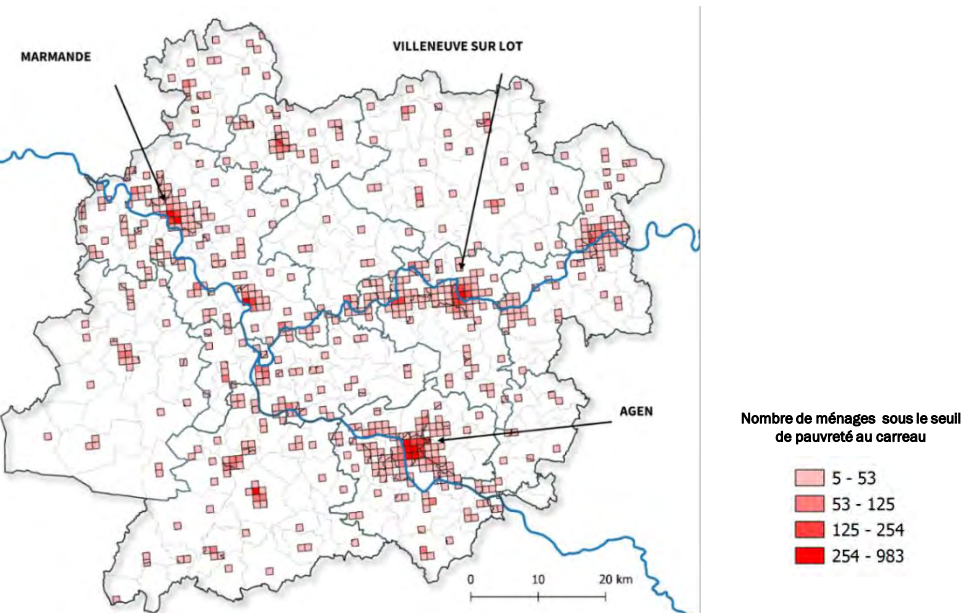 VILLENEUVE SUR LOT
MARMANDE
AGEN
Nombre de ménages sous le seuil
de pauvreté au carreau
5 - 53
53 - 125
125 - 254
254 - 983
0 10 20 km